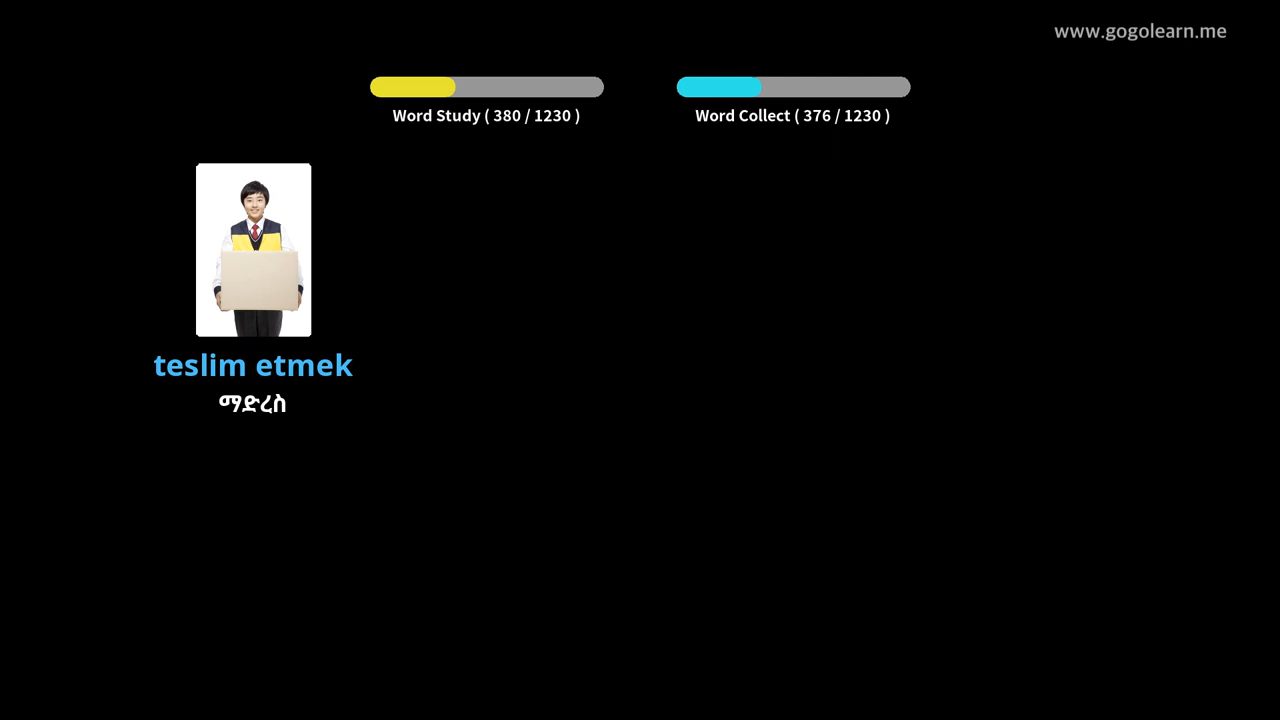 www.gogolearn.me
Word Study ( 380 / 1230 )
Word Collect ( 376 / 1230 )
teslim etmek
ማድረስ